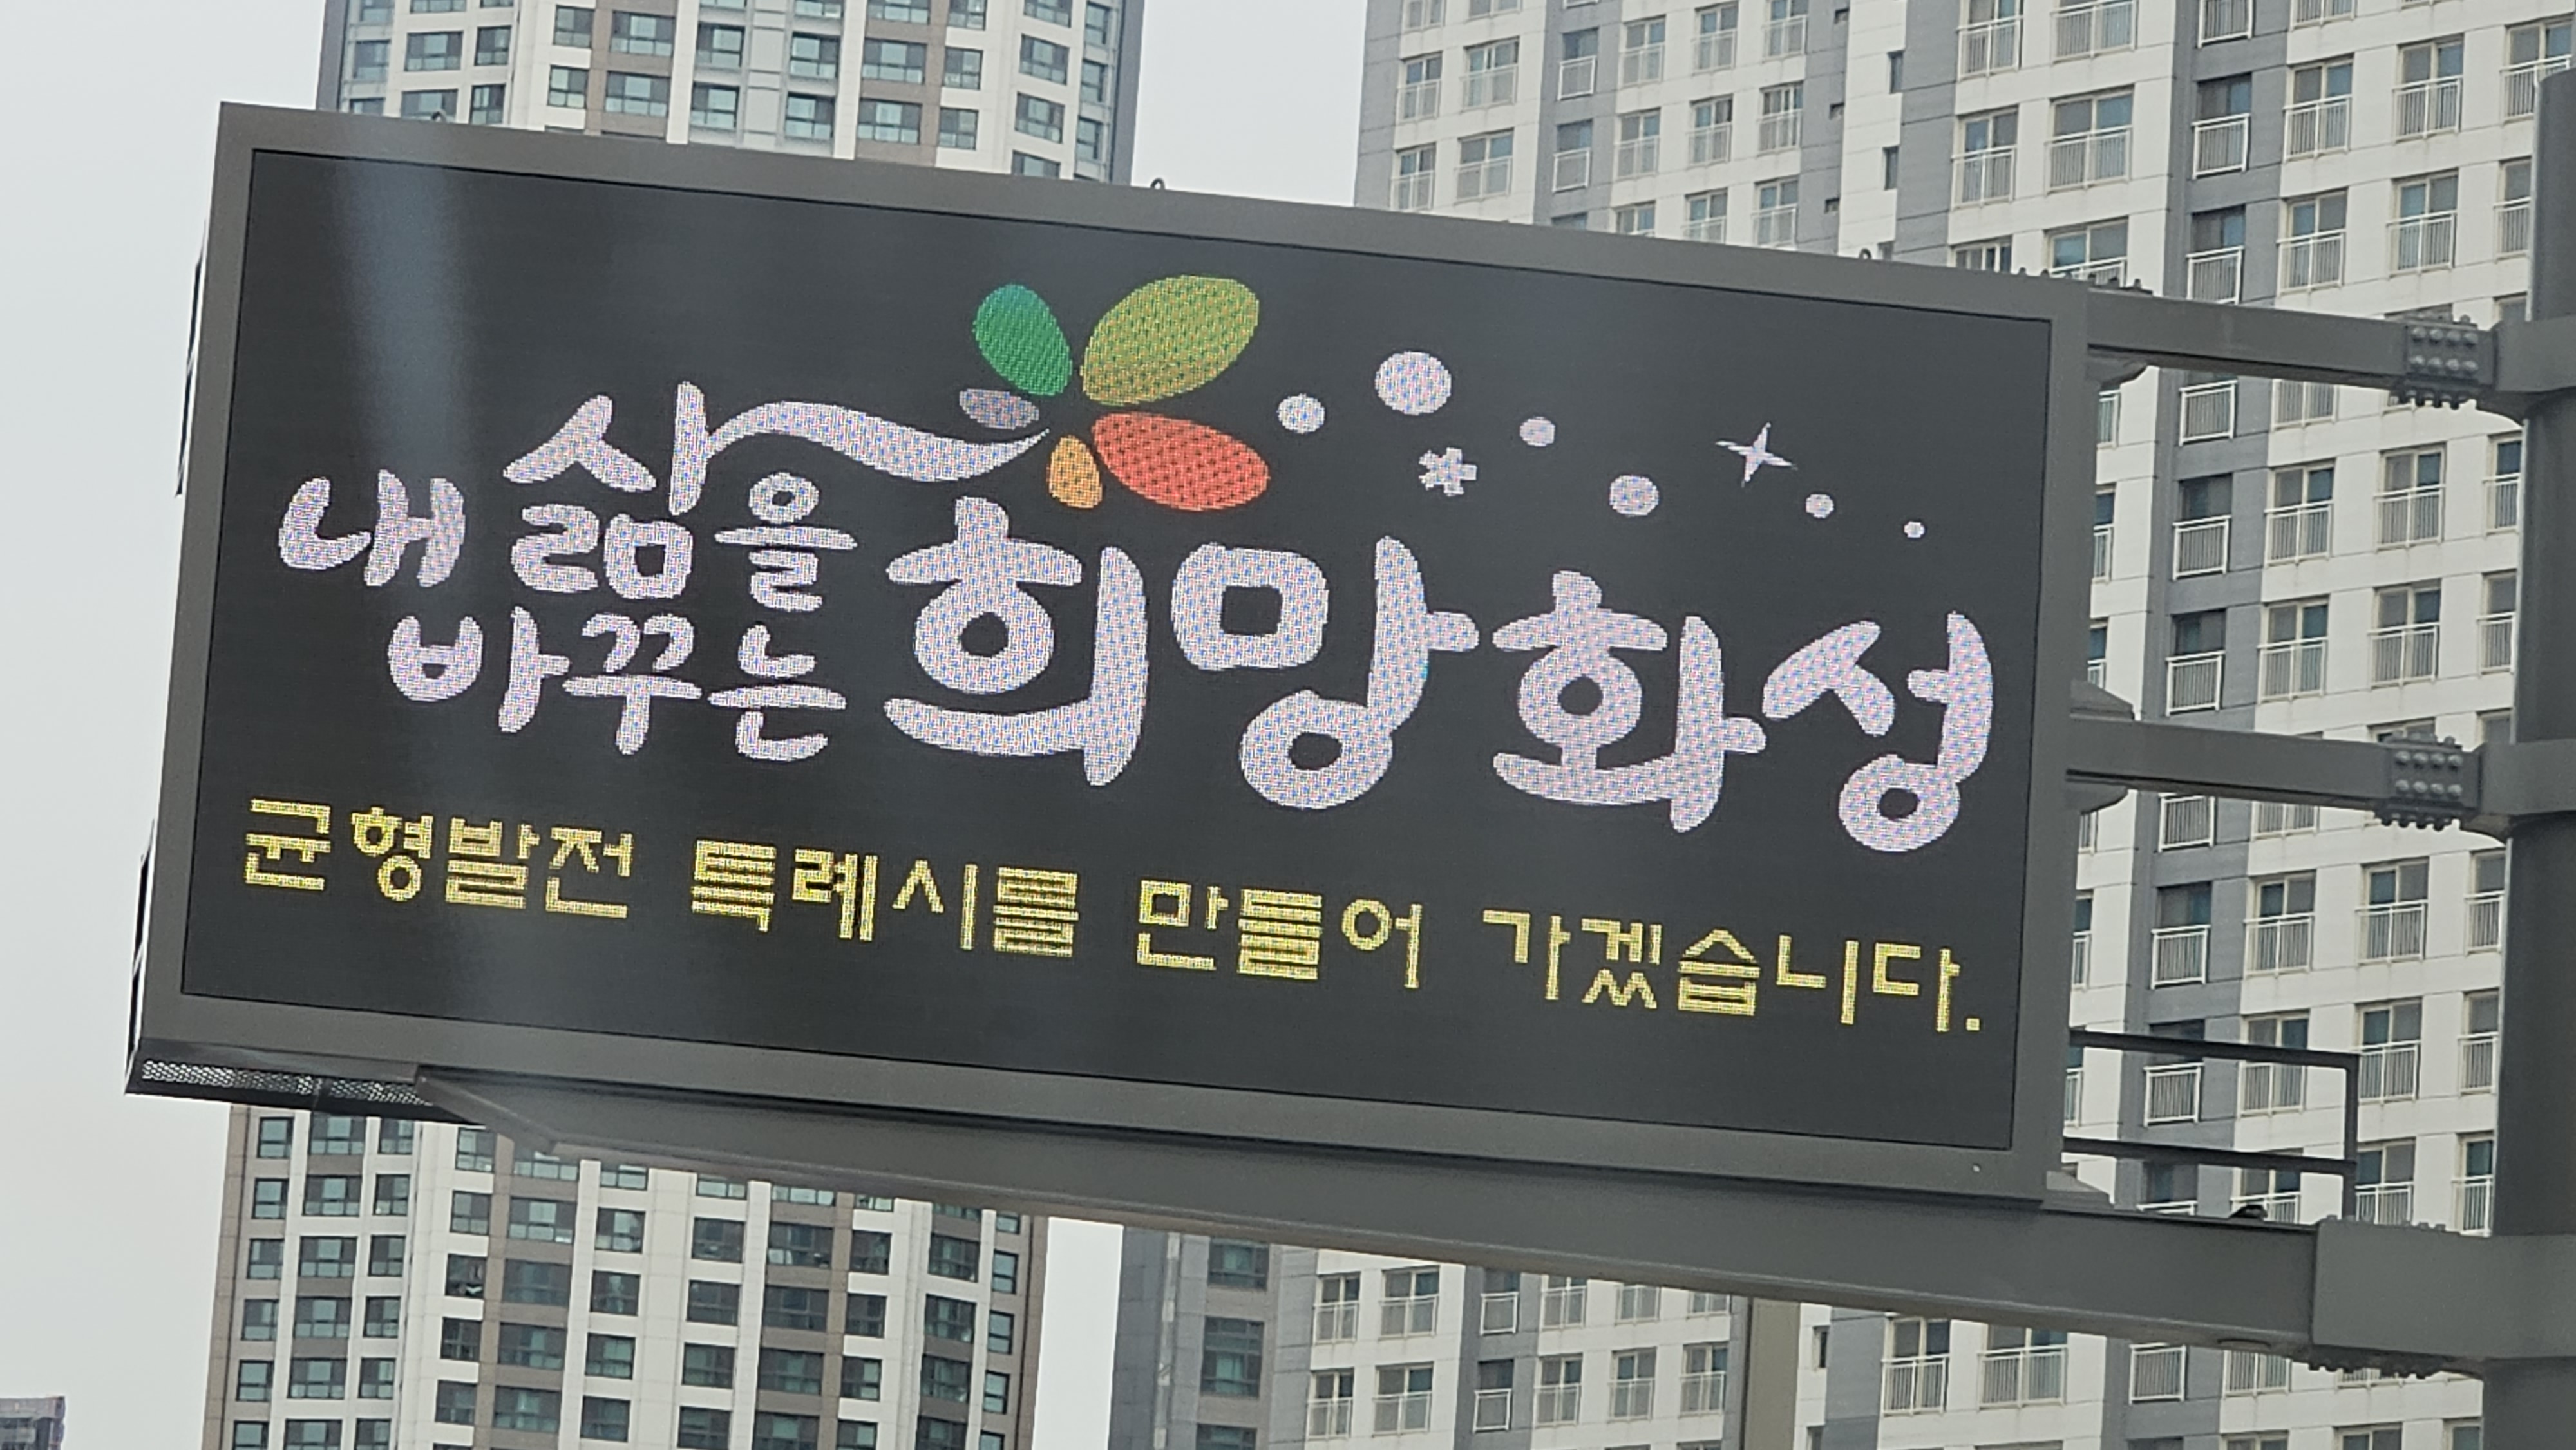 내 삶을
바꾸는 희망화성
균형발전 특례시를 만들어 가겠습니다.